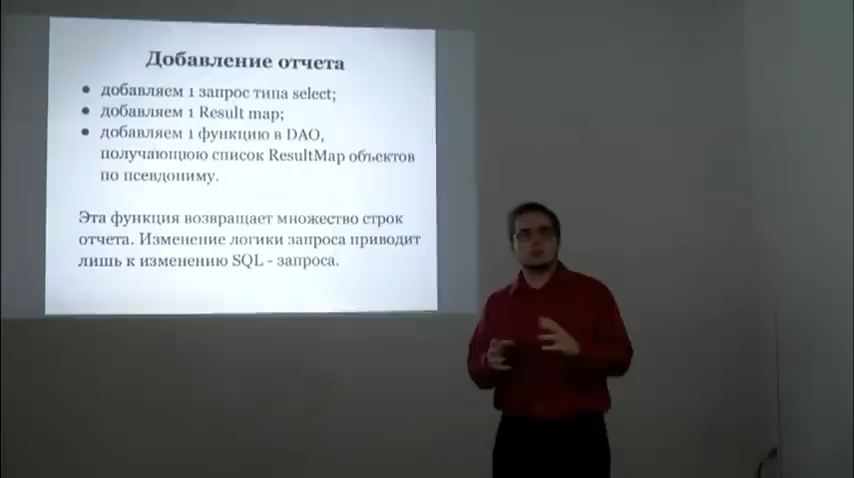 Добавление отчета
● добавляем 1 запрос типа select;
● добавляем 1 Result map;
● добавляем 1 функцию в DAO,
получающую список ResultMap объектов
по псевдониму.
Эта функция возвращает множество строк
отчета. Изменение логики запроса приводит
лишь к изменению SQL - запроса.